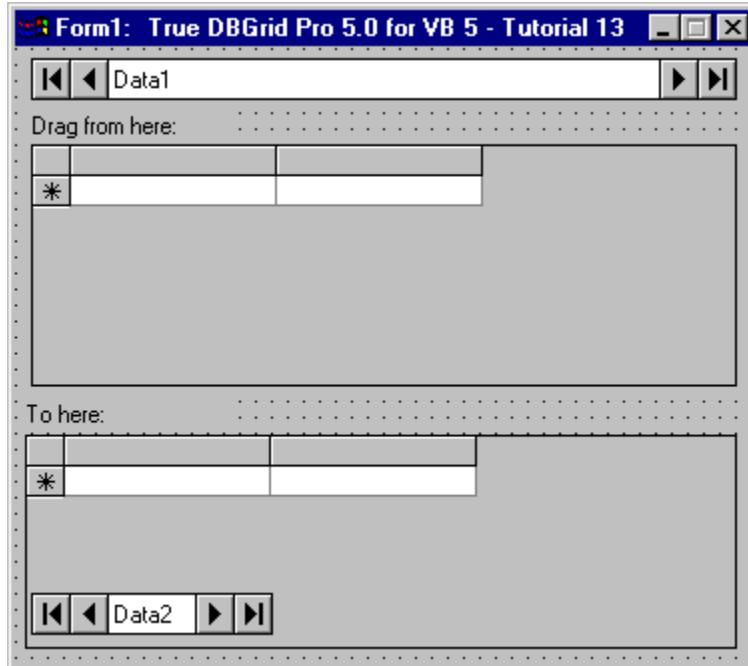 Form1: True DBGrid Pro 5.0 for VB 5 - Tutorial 13
Data1
Drag from here:
To here:
Data2